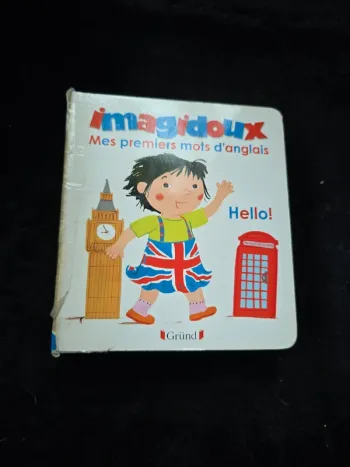 imagidoux
Mes premiers mots d'anglais
Hello!
Gründ